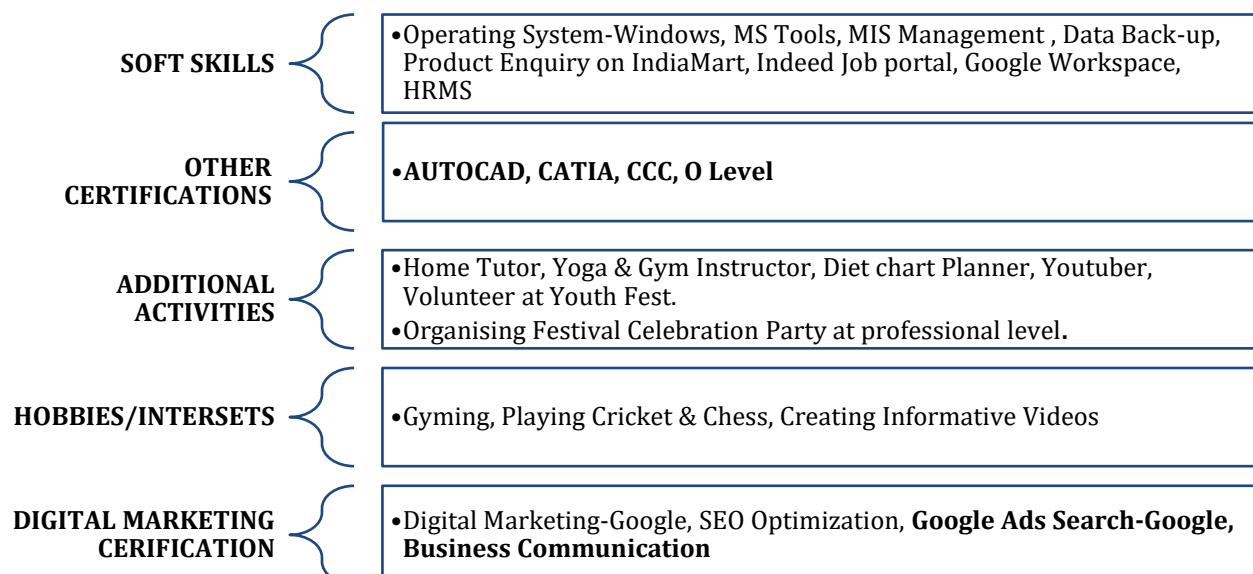 SOFT SKILLS
•Operating System-Windows, MS Tools, MIS Management , Data Back-up,
Product Enquiry on IndiaMart, Indeed Job portal, Google Workspace,
HRMS
OTHER
CERTIFICATIONS
•AUTOCAD, CATIA, CCC, O Level
ADDITIONAL
ACTIVITIES
•Home Tutor, Yoga & Gym Instructor, Diet chart Planner, Youtuber,
Volunteer at Youth Fest.
•Organising Festival Celebration Party at professional level.
HOBBIES/INTERSETS
•Gyming, Playing Cricket & Chess, Creating Informative Videos
DIGITAL MARKETING
CERIFICATION
•Digital Marketing-Google, SEO Optimization, Google Ads Search-Google,
Business Communication